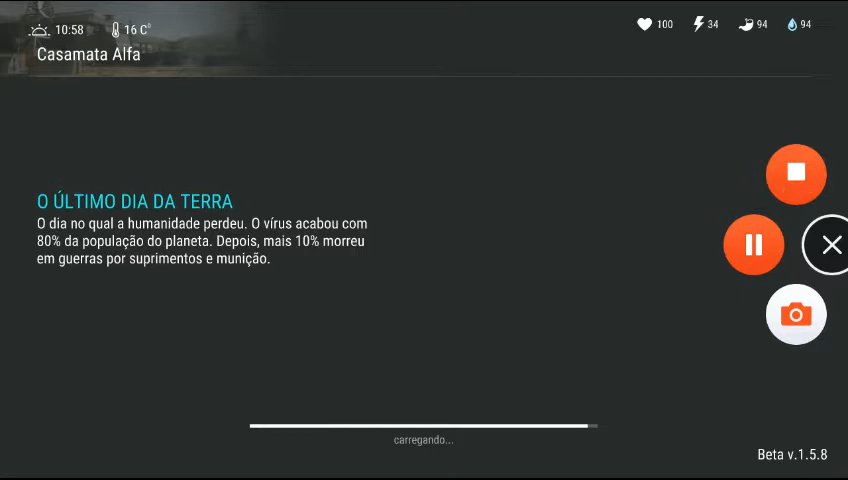 10:58 16 C° 100 34 94 94
Casamata Alfa
O ÚLTIMO DIA DA TERRA
O dia no qual a humanidade perdeu. O vírus acabou com
80% da população do planeta. Depois, mais 10% morreu
em guerras por suprimentos e munição.
carregando...
Beta v.1.5.8